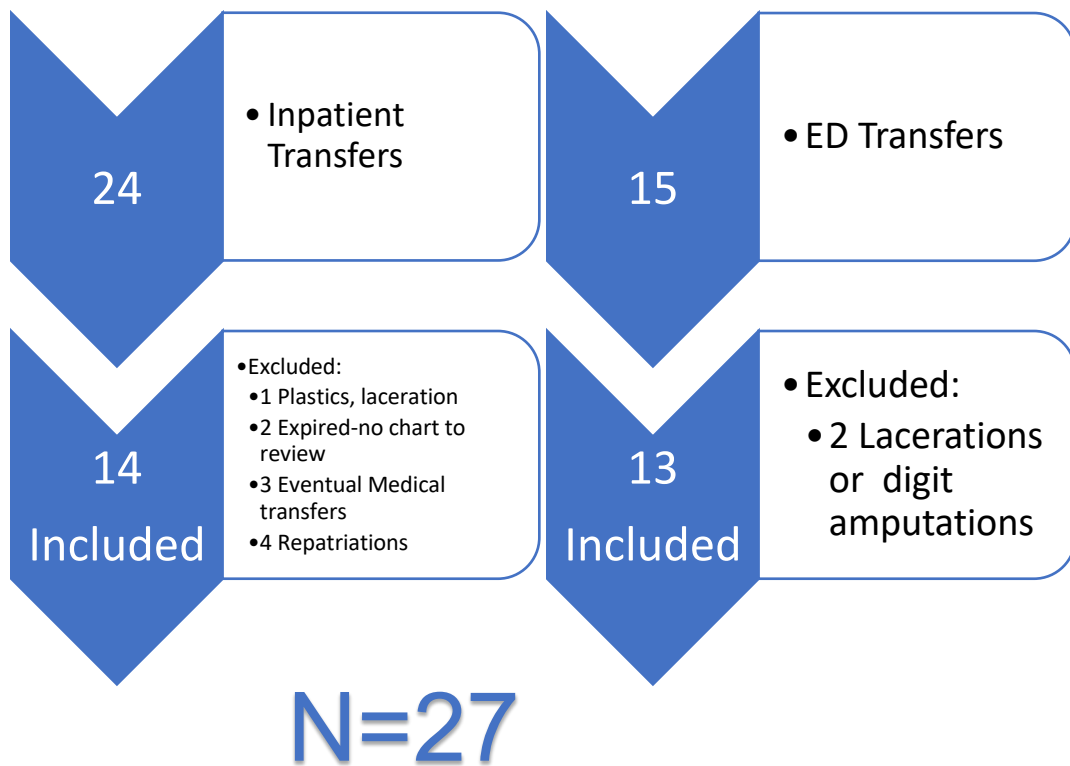 24
• Inpatient
Transfers
15
• ED Transfers
14
Included
•Excluded:
•1 Plastics, laceration
•2 Expired-no chart to
review
•3 Eventual Medical
transfers
•4 Repatriations
13
Included
• Excluded:
• 2 Lacerations
or digit
amputations
N=27